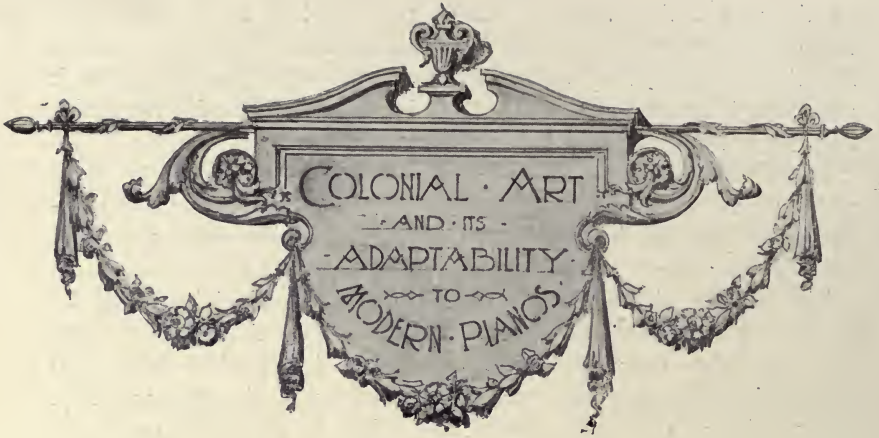 COLONIAL · ART
· AND · ITS ·
· ADAPTABILITY ·
TO
MODERN · PIANOS ·